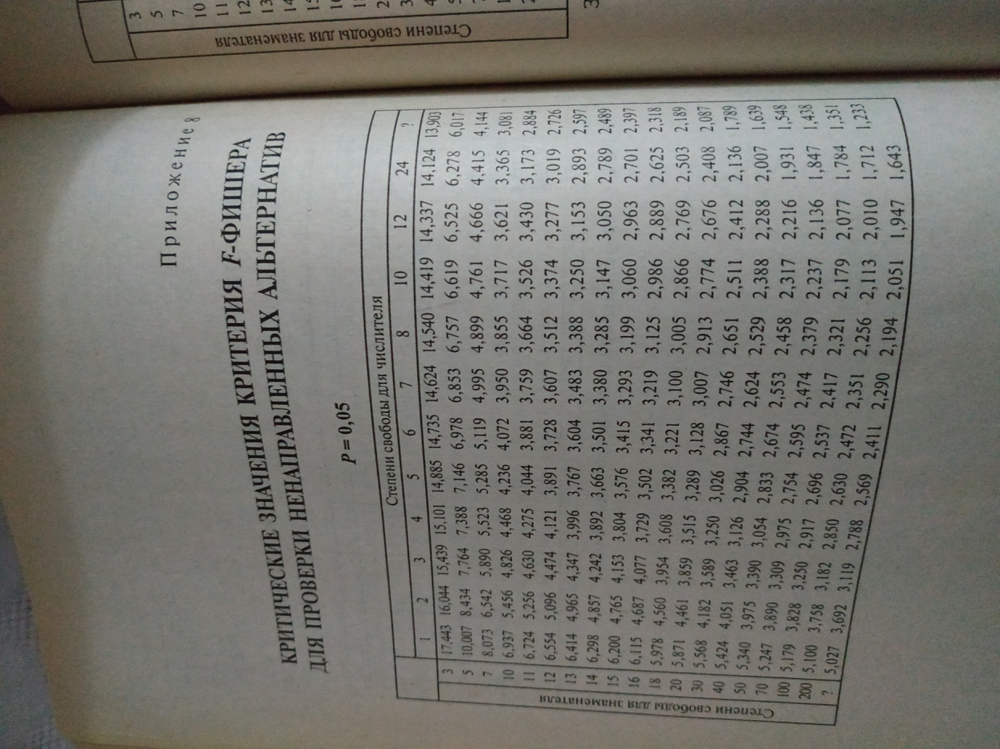 Приложение 8
КРИТИЧЕСКИЕ ЗНАЧЕНИЯ КРИТЕРИЯ F-ФИШЕРА
ДЛЯ ПРОВЕРКИ НЕНАПРАВЛЕННЫХ АЛЬТЕРНАТИВ
P = 0,05
Степени свободы для числителя
1 2 3 4 5 6 7 8 10 12 24 ?
Степени свободы для знаменателя
3 17,443 16,044 15,439 15,101 14,885 14,735 14,624 14,540 14,419 14,337 14,124 13,903
5 10,007 8,434 7,764 7,388 7,146 6,978 6,853 6,757 6,619 6,525 6,278 6,017
7 8,073 6,542 5,890 5,523 5,285 5,119 4,995 4,899 4,761 4,666 4,415 4,144
10 6,937 5,456 4,826 4,468 4,236 4,072 3,950 3,855 3,717 3,621 3,365 3,081
11 6,724 5,256 4,630 4,275 4,044 3,881 3,759 3,664 3,526 3,430 3,173 2,884
12 6,554 5,096 4,474 4,121 3,891 3,728 3,607 3,512 3,374 3,277 3,019 2,726
13 6,414 4,965 4,347 3,996 3,767 3,604 3,483 3,388 3,250 3,153 2,893 2,597
14 6,298 4,857 4,242 3,892 3,663 3,501 3,380 3,285 3,147 3,050 2,789 2,489
15 6,200 4,765 4,153 3,804 3,576 3,415 3,293 3,199 3,060 2,963 2,701 2,397
16 6,115 4,687 4,077 3,729 3,502 3,341 3,219 3,125 2,986 2,889 2,625 2,318
18 5,978 4,560 3,954 3,608 3,382 3,221 3,100 3,005 2,866 2,769 2,503 2,189
20 5,871 4,461 3,859 3,515 3,289 3,128 3,007 2,913 2,774 2,676 2,408 2,087
30 5,568 4,182 3,589 3,250 3,026 2,867 2,746 2,651 2,511 2,412 2,136 1,789
40 5,424 4,051 3,463 3,126 2,904 2,744 2,624 2,529 2,388 2,288 2,007 1,639
50 5,340 3,975 3,390 3,054 2,833 2,674 2,553 2,458 2,317 2,216 1,931 1,548
70 5,247 3,890 3,309 2,975 2,754 2,595 2,474 2,379 2,237 2,136 1,847 1,438
100 5,179 3,828 3,250 2,917 2,696 2,537 2,417 2,321 2,179 2,077 1,784 1,351
200 5,100 3,758 3,182 2,850 2,630 2,472 2,351 2,256 2,113 2,010 1,712 1,233
? 5,027 3,692 3,119 2,788 2,569 2,411 2,290 2,194 2,051 1,947 1,643
Степени свободы для знаменателя
3
5
7
10
11
12